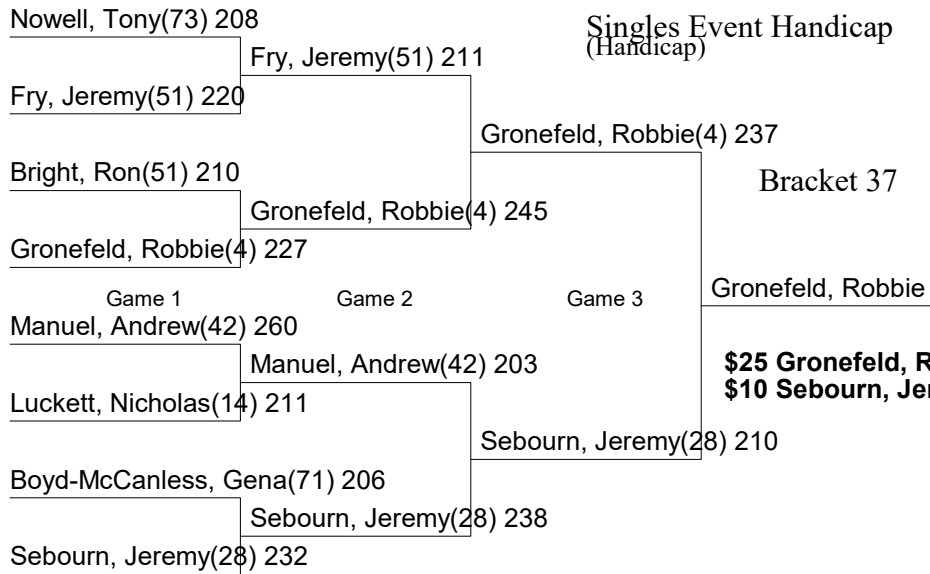 Nowell, Tony(73) 208
Singles Event Handicap
(Handicap)
Fry, Jeremy(51) 211
Fry, Jeremy(51) 220
Gronefeld, Robbie(4) 237
Bright, Ron(51) 210
Bracket 37
Gronefeld, Robbie(4) 245
Gronefeld, Robbie(4) 227
Game 1
Game 2
Game 3
Gronefeld, Robbie
Manuel, Andrew(42) 260
Manuel, Andrew(42) 203
$25 Gronefeld, R
$10 Sebourn, Jer
Luckett, Nicholas(14) 211
Sebourn, Jeremy(28) 210
Boyd-McCanless, Gena(71) 206
Sebourn, Jeremy(28) 238
Sebourn, Jeremy(28) 232